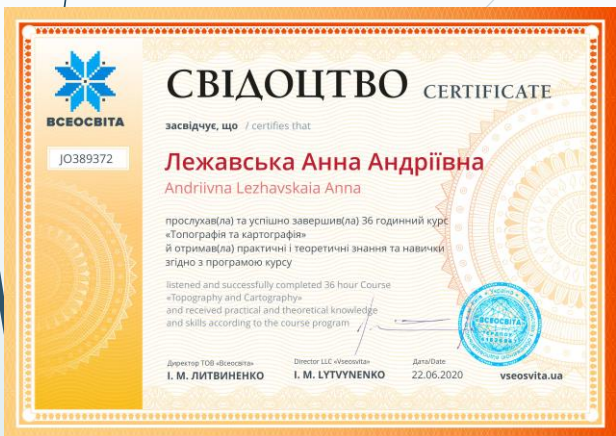 СВІДОЦТВО CERTIFICATE
ВСЕОСВІТА
засвідчує, що / certifies that
JO389372
Лежавська Анна Андріївна
Andriivna Lezhavskaia Anna
прослухав(ла) та успішно завершив(ла) 36 годинний курс
«Топографія та картографія»
й отримав(ла) практичні і теоретичні знання та навички
згідно з програмою курсу
listened and successfully completed 36 hour Course
«Topography and Cartography»
and received practical and theoretical knowledge
and skills according to the course program
Директор ТОВ «Всеосвіта» Director LLC «Vseosvita» Дата/Date
І. М. ЛИТВИНЕНКО I. M. LYTVYNENKO 22.06.2020 vseosvita.ua
Україна
ВСЕОСВІТА